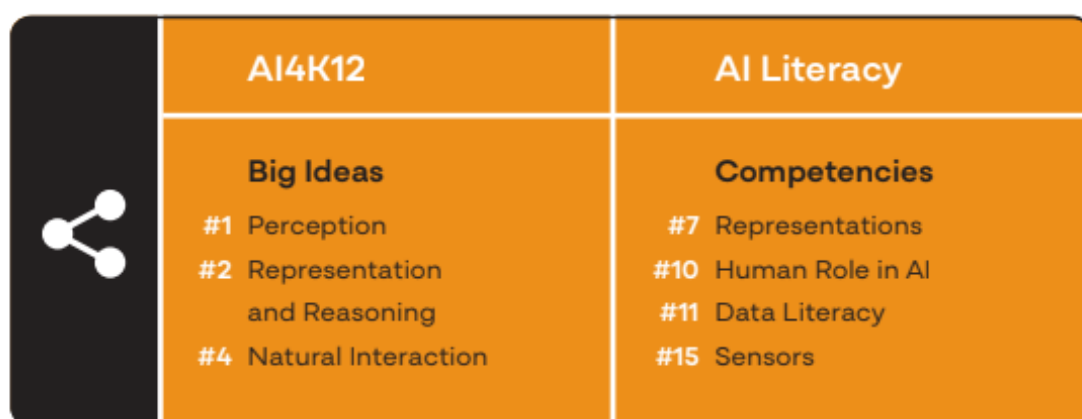 AI4K12
Big Ideas
#1 Perception
#2 Representation
and Reasoning
#4 Natural Interaction
AI Literacy
Competencies
#7 Representations
#10 Human Role in AI
#11 Data Literacy
#15 Sensors